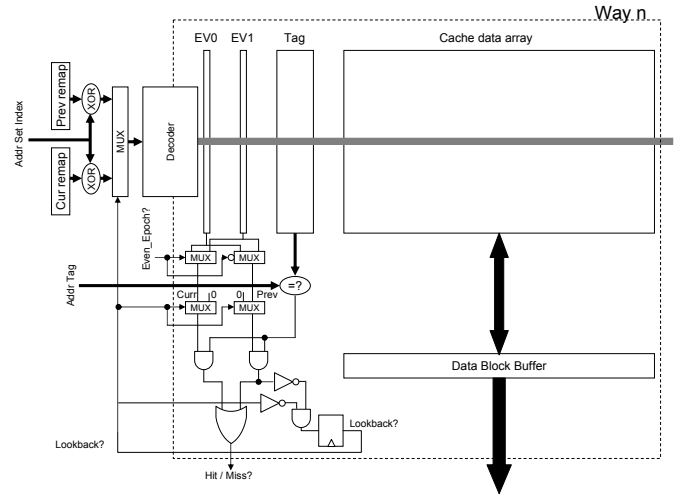 Way n
EV0 EV1 Tag Cache data array
Prev remap
XOR
Addr Set Index
MUX
Decoder
XOR
Cur remap
Even_Epoch?
MUX MUX
Addr Tag
=?
Curr 0 0 Prev
MUX MUX
Data Block Buffer
Lookback?
Lookback?
Hit / Miss?